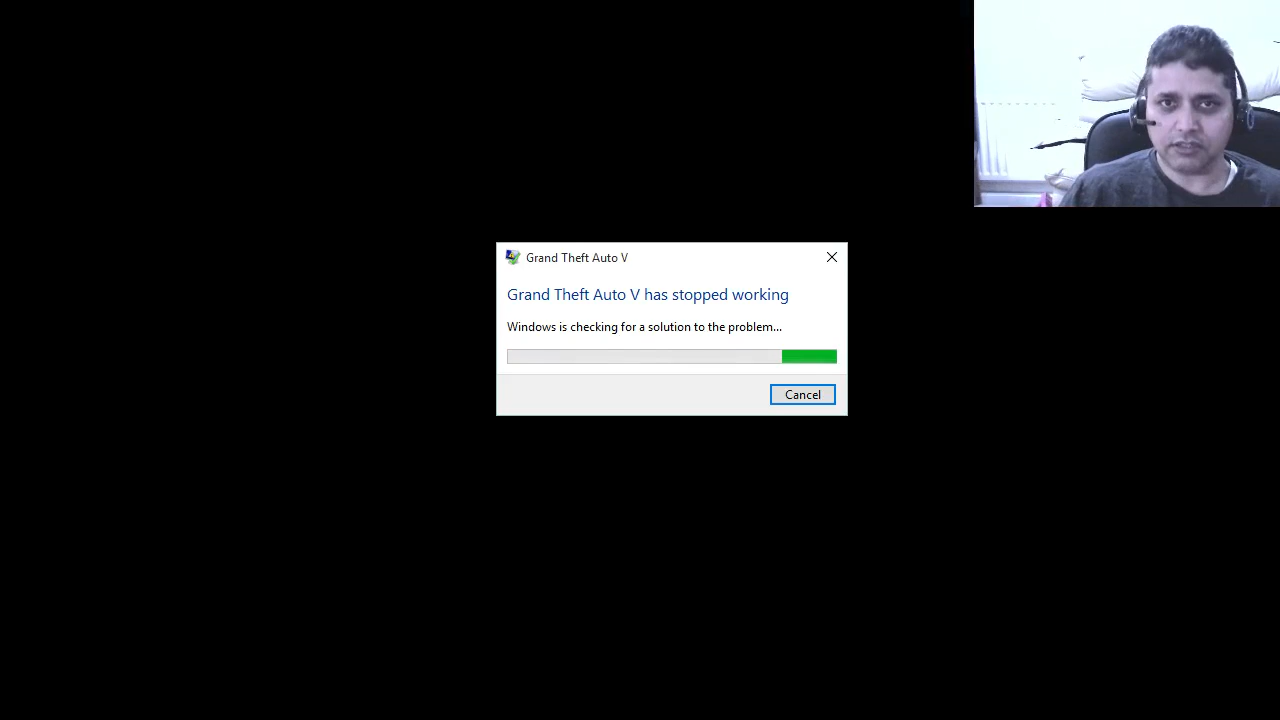 Grand Theft Auto V
Grand Theft Auto V has stopped working
Windows is checking for a solution to the problem...
Cancel